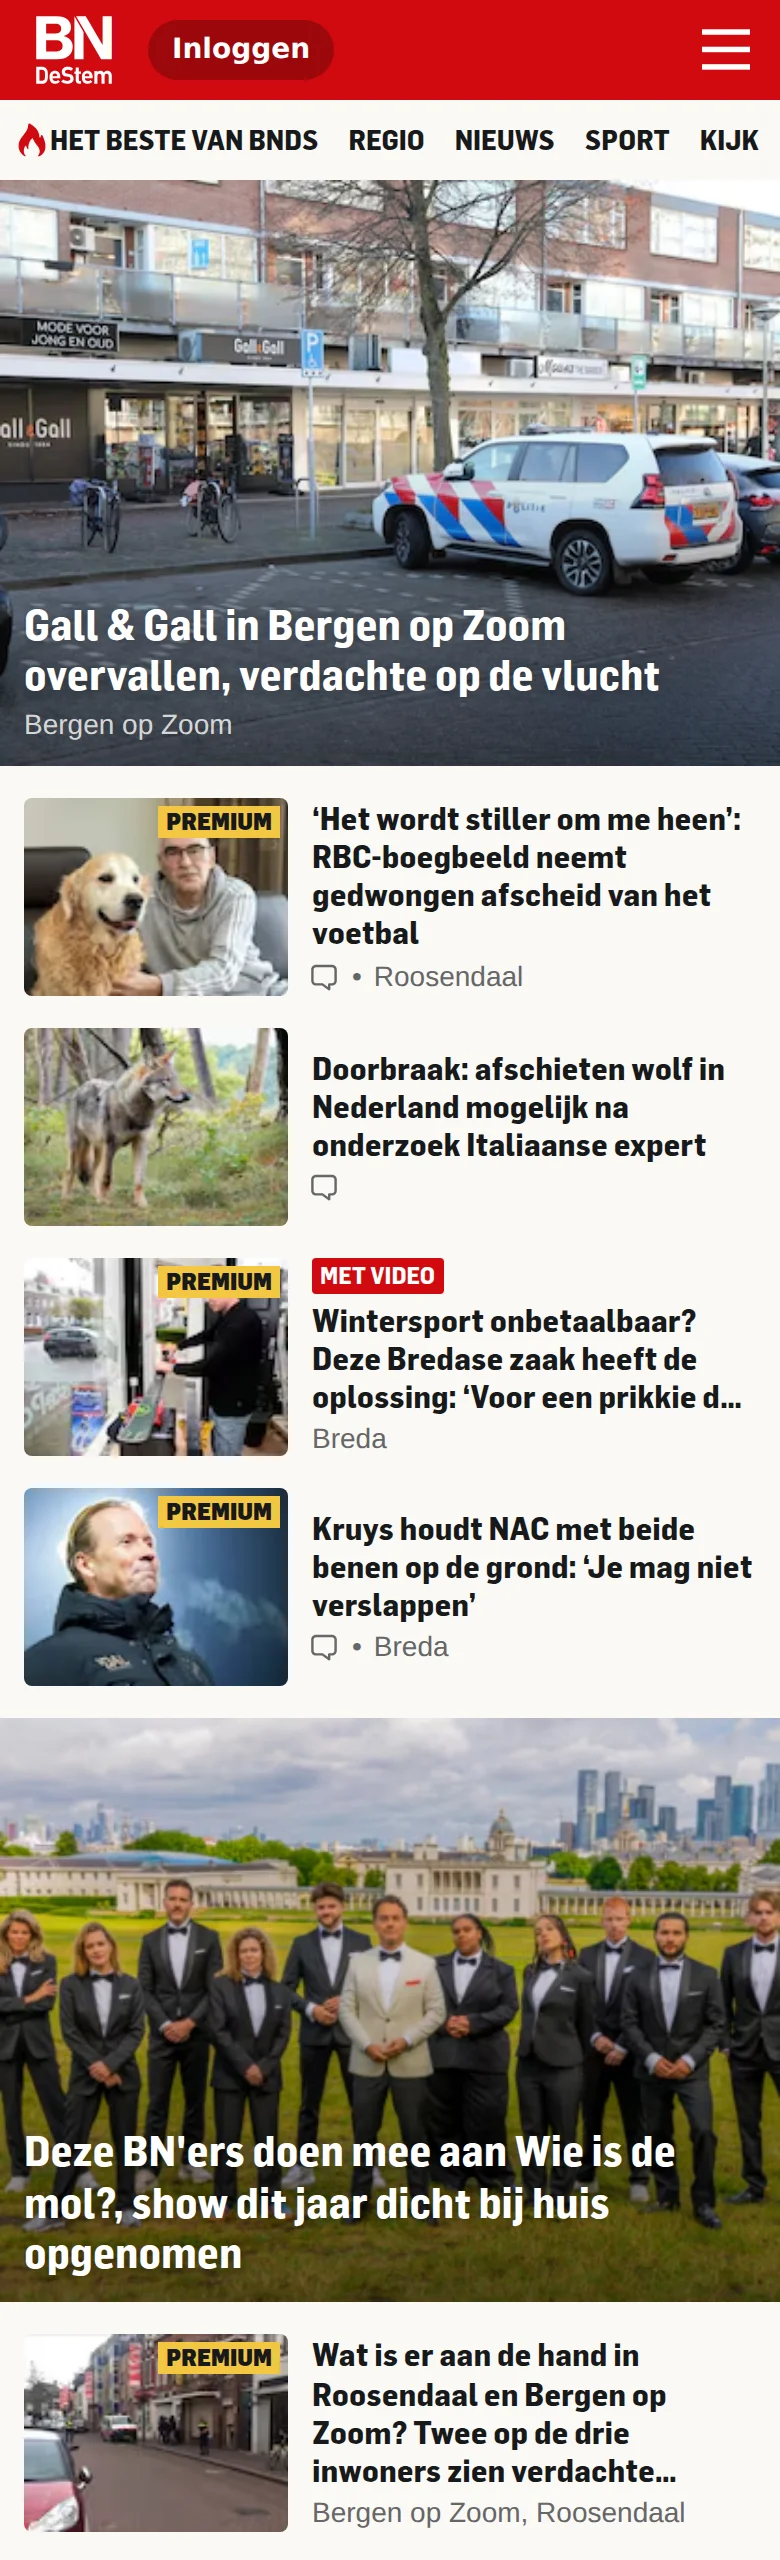 BN
DeStem
Inloggen
HET BESTE VAN BNDS REGIO NIEUWS SPORT KIJK
MODE VOOR
JONG EN OUD
Gall & Gall
P
all & Gall
POLITIE
Gall & Gall in Bergen op Zoom
overvallen, verdachte op de vlucht
Bergen op Zoom
PREMIUM
‘Het wordt stiller om me heen’:
RBC-boegbeeld neemt
gedwongen afscheid van het
voetbal
• Roosendaal
Doorbraak: afschieten wolf in
Nederland mogelijk na
onderzoek Italiaanse expert
PREMIUM
MET VIDEO
Wintersport onbetaalbaar?
Deze Bredase zaak heeft de
oplossing: ‘Voor een prikkie d...
Breda
PREMIUM
Kruys houdt NAC met beide
benen op de grond: ‘Je mag niet
verslappen’
• Breda
Deze BN'ers doen mee aan Wie is de
mol?, show dit jaar dicht bij huis
opgenomen
PREMIUM
Wat is er aan de hand in
Roosendaal en Bergen op
Zoom? Twee op de drie
inwoners zien verdachte...
Bergen op Zoom, Roosendaal